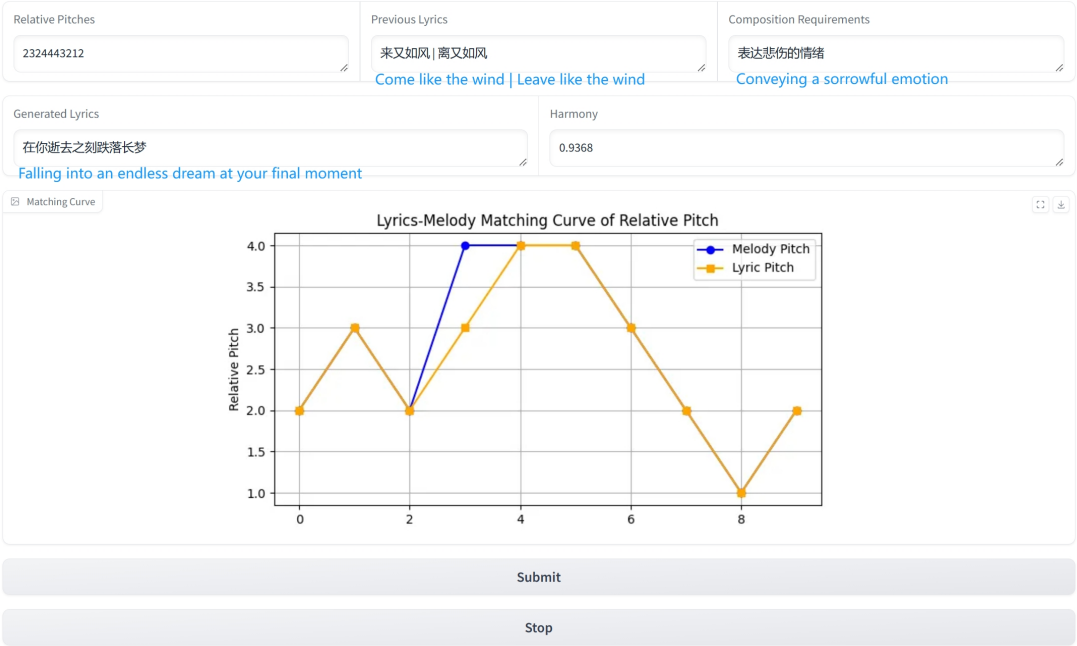 Relative Pitches
2324443212
Previous Lyrics
来又如风 | 离又如风
Come like the wind | Leave like the wind
Composition Requirements
表达悲伤的情绪
Conveying a sorrowful emotion
Generated Lyrics
在你逝去之刻跌落长梦
Falling into an endless dream at your final moment
Harmony
0.9368
Matching Curve
Lyrics-Melody Matching Curve of Relative Pitch
Melody Pitch
Lyric Pitch
Relative Pitch
4.0
3.5
3.0
2.5
2.0
1.5
1.0
0 2 4 6 8
Submit
Stop